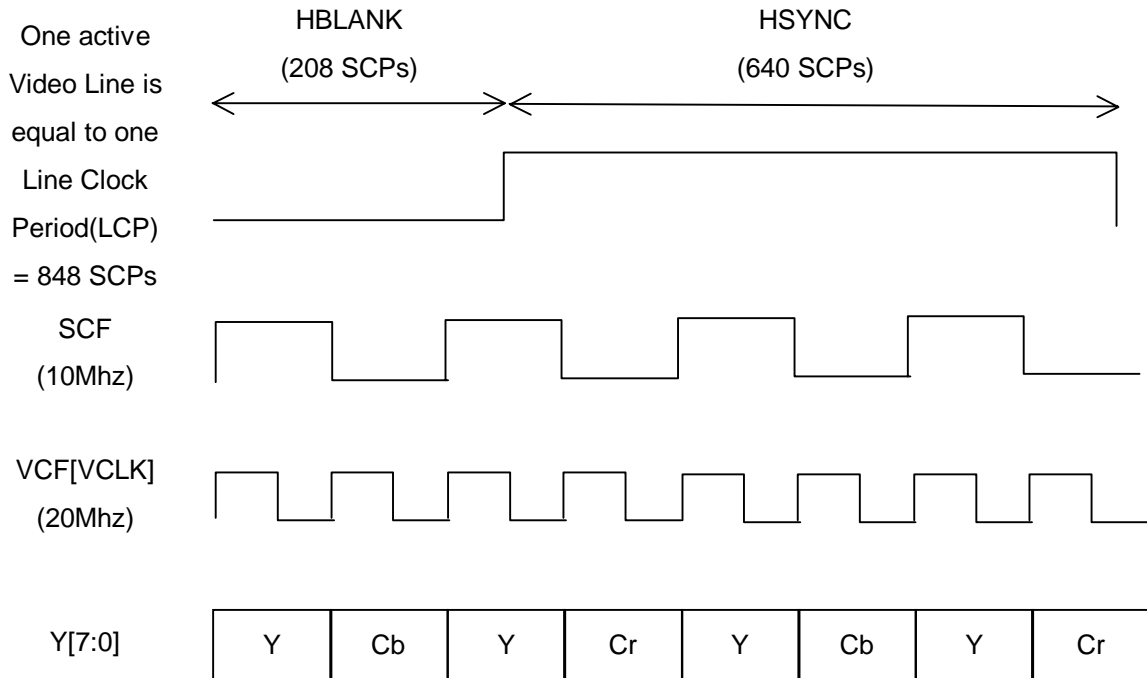 One active
Video Line is
equal to one
Line Clock
Period(LCP)
= 848 SCPs
HBLANK
(208 SCPs)
HSYNC
(640 SCPs)
SCF
(10Mhz)
VCF[VCLK]
(20Mhz)
Y[7:0]
Y Cb Y Cr Y Cb Y Cr